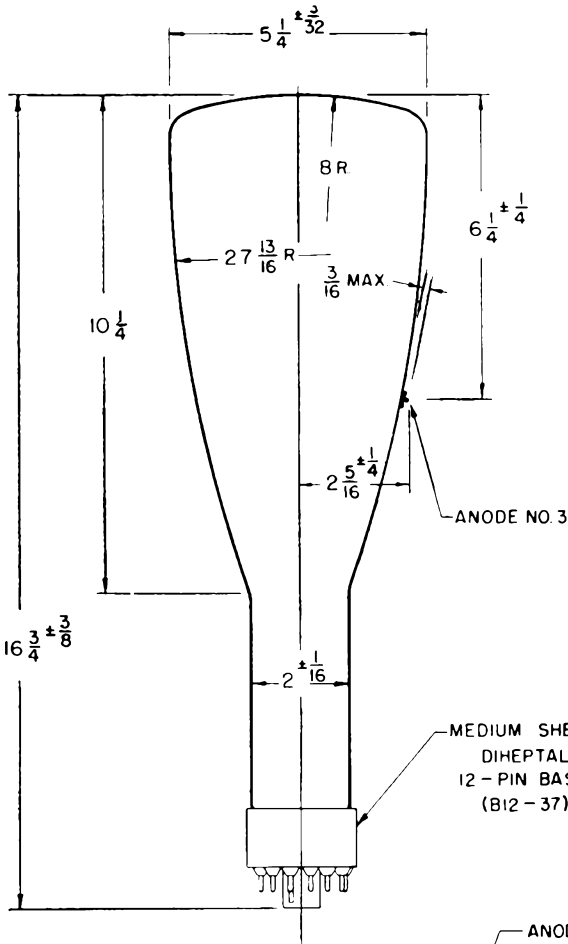 5 1/4 ± 3/32
8 R.
6 1/4 ± 1/4
27 13/16 R
3/16 MAX.
10 1/4
2 5/16 ± 1/4
ANODE NO. 3
16 3/4 ± 3/8
2 ± 1/16
MEDIUM SHE
DIHEPTAL
12-PIN BAS
(B12-37)
ANOD